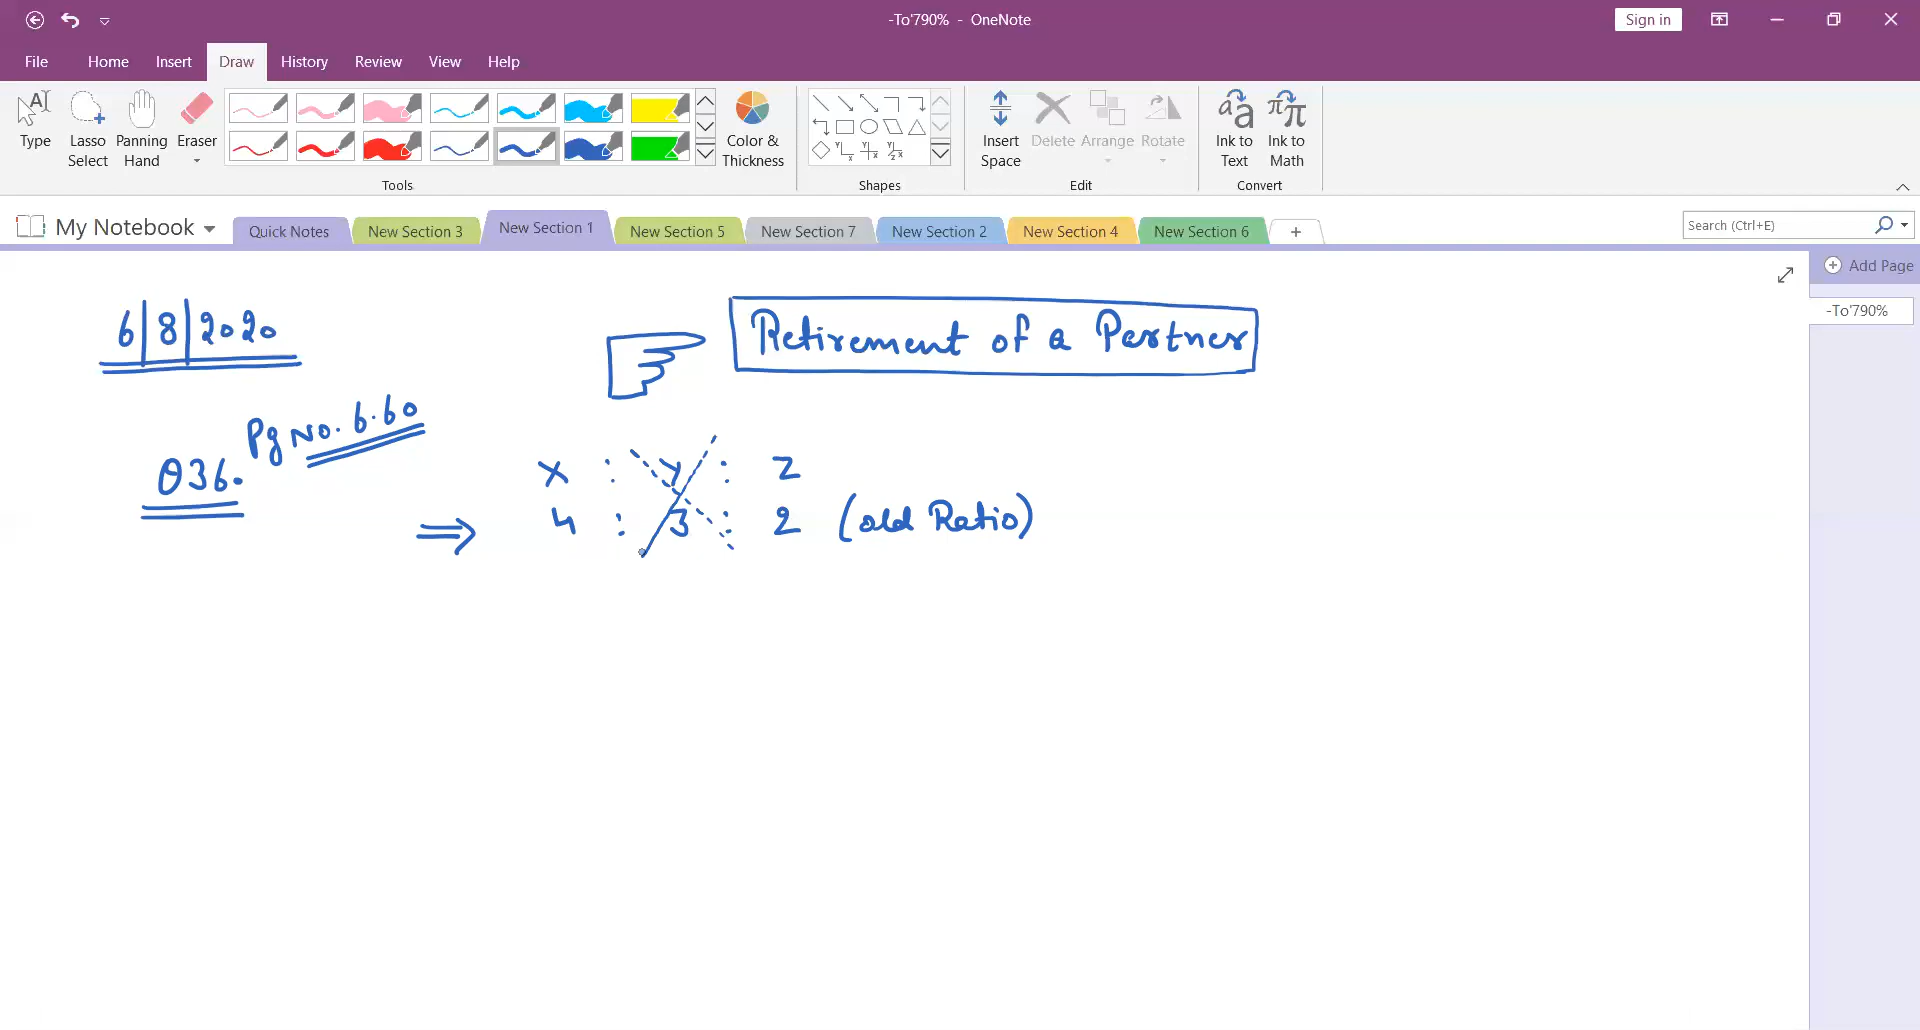 -To'790% - OneNote
Sign in
File Home Insert Draw History Review View Help
Type
Lasso Select
Panning Hand
Eraser
Color & Thickness
Insert Space
Delete
Arrange
Rotate
Ink to Text
Ink to Math
Tools
Shapes
Edit
Convert
My Notebook
Quick Notes
New Section 3
New Section 1
New Section 5
New Section 7
New Section 2
New Section 4
New Section 6
Search (Ctrl+E)
Add Page
-To'790%
6|8|2020
Retirement of a Partner
Pg No. 6.60
Q36.
X : Y : Z
⇒ 4 : 3 : 2 (old Ratio)